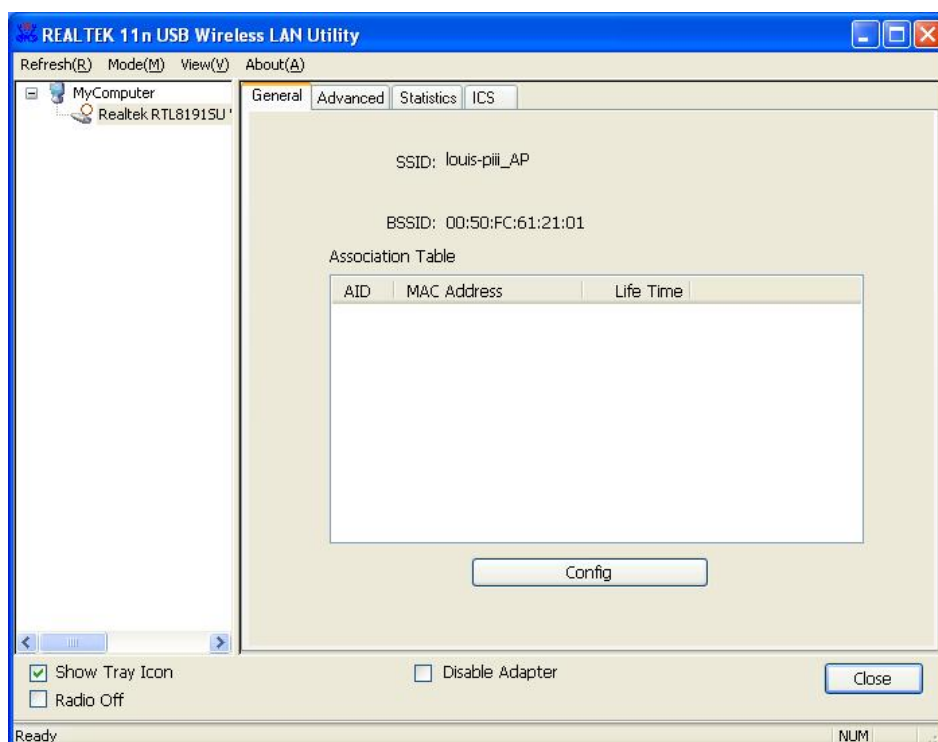 REALTEK 11n USB Wireless LAN Utility
Refresh(R) Mode(M) View(V) About(A)
MyComputer
Realtek RTL8191SU '
General Advanced Statistics ICS
SSID: louis-piii_AP
BSSID: 00:50:FC:61:21:01
Association Table
AID MAC Address Life Time
Config
Show Tray Icon
Radio Off
Disable Adapter
Close
Ready NUM